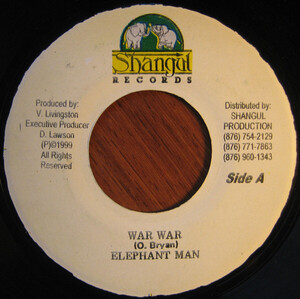 Shangul
RECORDS
Produced by:
V. Livingston
Executive Producer
D. Lawson
(P)01999
All Rights
Reserved
Distributed by:
SHANGUL
PRODUCTION
(876) 754-2129
(876) 771-7863
(876) 960-1343
Side A
WAR WAR
(O. Bryan)
ELEPHANT MAN